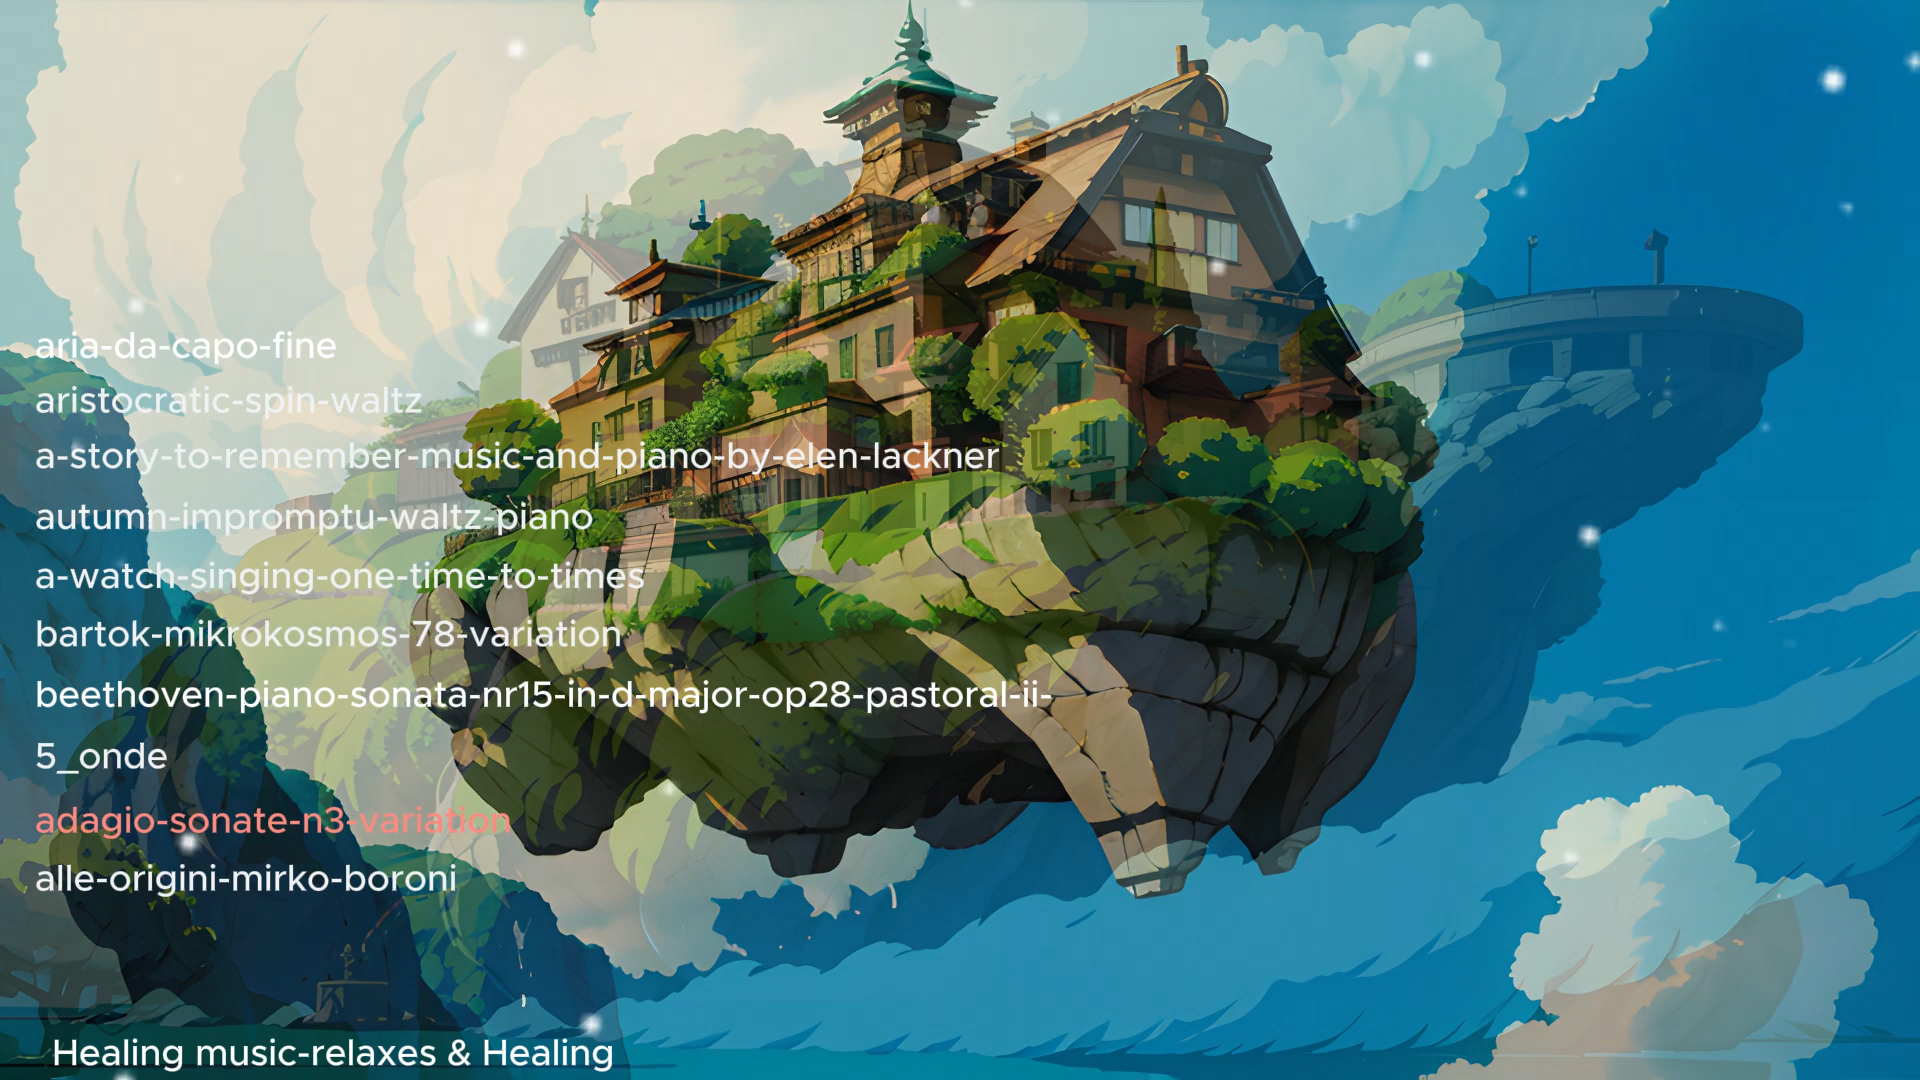 aria-da-capo-fine
aristocratic-spin-waltz
a-story-to-remember-music-and-piano-by-elen-lackner
autumn-impromptu-waltz-piano
a-watch-singing-one-time-to-times
bartok-mikrokosmos-78-variation
beethoven-piano-sonata-nr15-in-d-major-op28-pastoral-ii-
5_onde
adagio-sonate-n3-variation
alle-origini-mirko-boroni
Healing music-relaxes & Healing